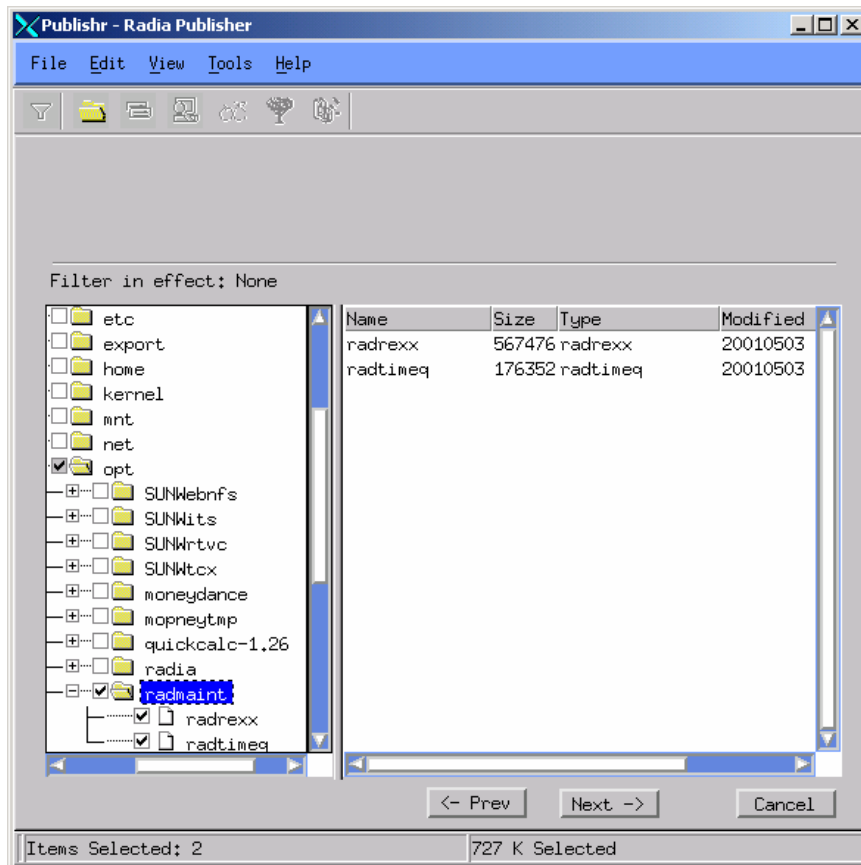 Publishr - Radia Publisher
File Edit View Tools Help
Filter in effect: None
etc
export
home
kernel
mnt
net
opt
SUNWebnfs
SUNWits
SUNWrtvc
SUNWtcx
moneydance
mopneytmp
quickcalc-1.26
radia
radmaint
radrexx
radtimeq
Name Size Type Modified
radrexx 567476 radrexx 20010503
radtimeq 176352 radtimeq 20010503
<- Prev Next -> Cancel
Items Selected: 2 727 K Selected